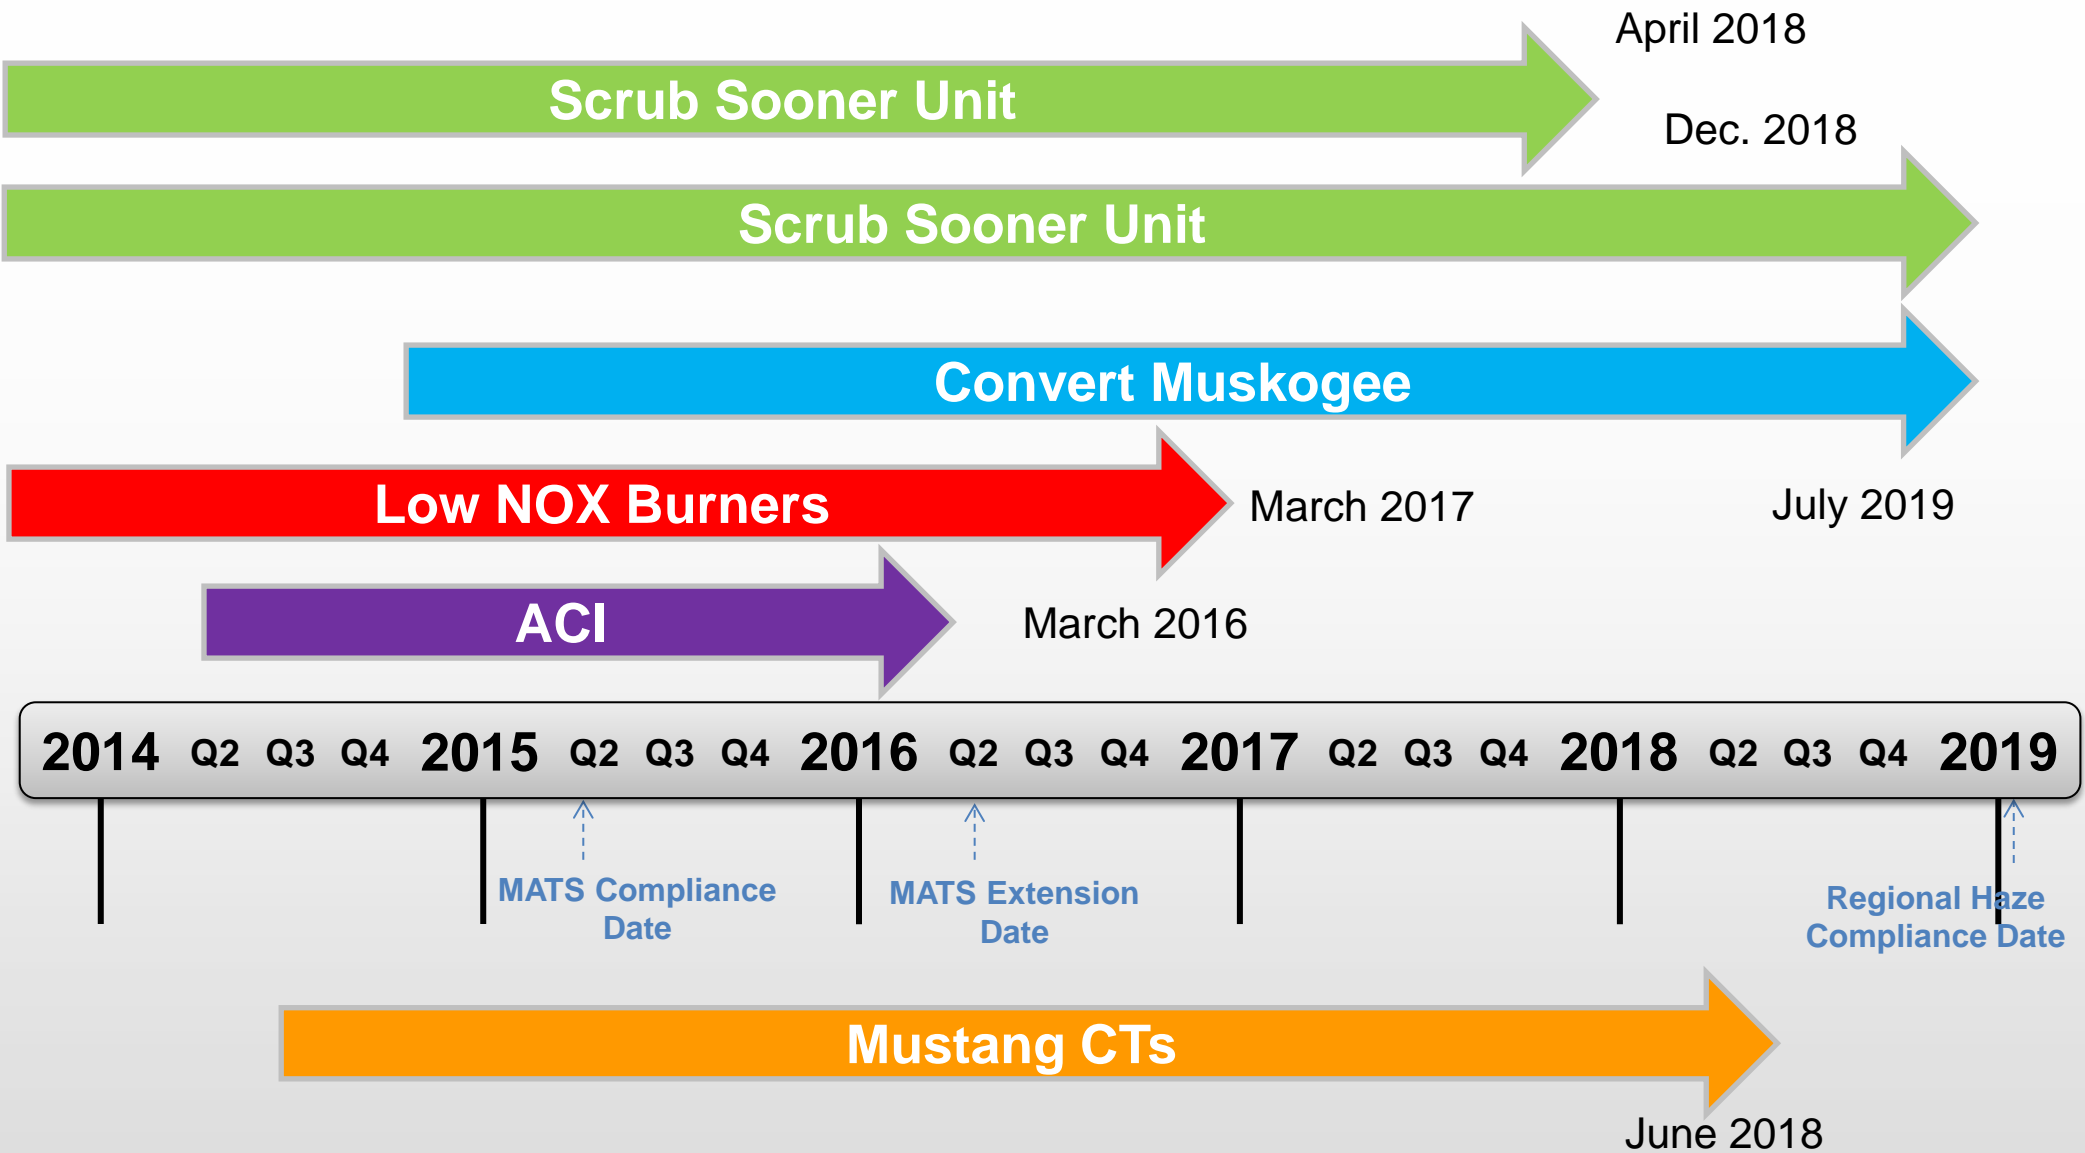 April 2018
Scrub Sooner Unit
Dec. 2018
Scrub Sooner Unit
Convert Muskogee
Low NOX Burners
March 2017
July 2019
ACI
March 2016
2014 Q2 Q3 Q4 2015 Q2 Q3 Q4 2016 Q2 Q3 Q4 2017 Q2 Q3 Q4 2018 Q2 Q3 Q4 2019
MATS Compliance
Date
MATS Extension
Date
Regional Haze
Compliance Date
Mustang CTs
June 2018